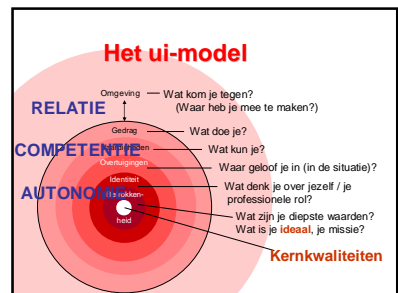 Het ui-model
Omgeving
Wat kom je tegen?
(Waar heb je mee te maken?)
RELATIE
Gedrag
Wat doe je?
COMPETENTIE
Wat kun je?
Overtuigingen
Waar geloof je in (in de situatie)?
Identiteit
Wat denk je over jezelf / je
professionele rol?
AUTONOMIE
heid
Wat zijn je diepste waarden?
Wat is je ideaal, je missie?
Kernkwaliteiten